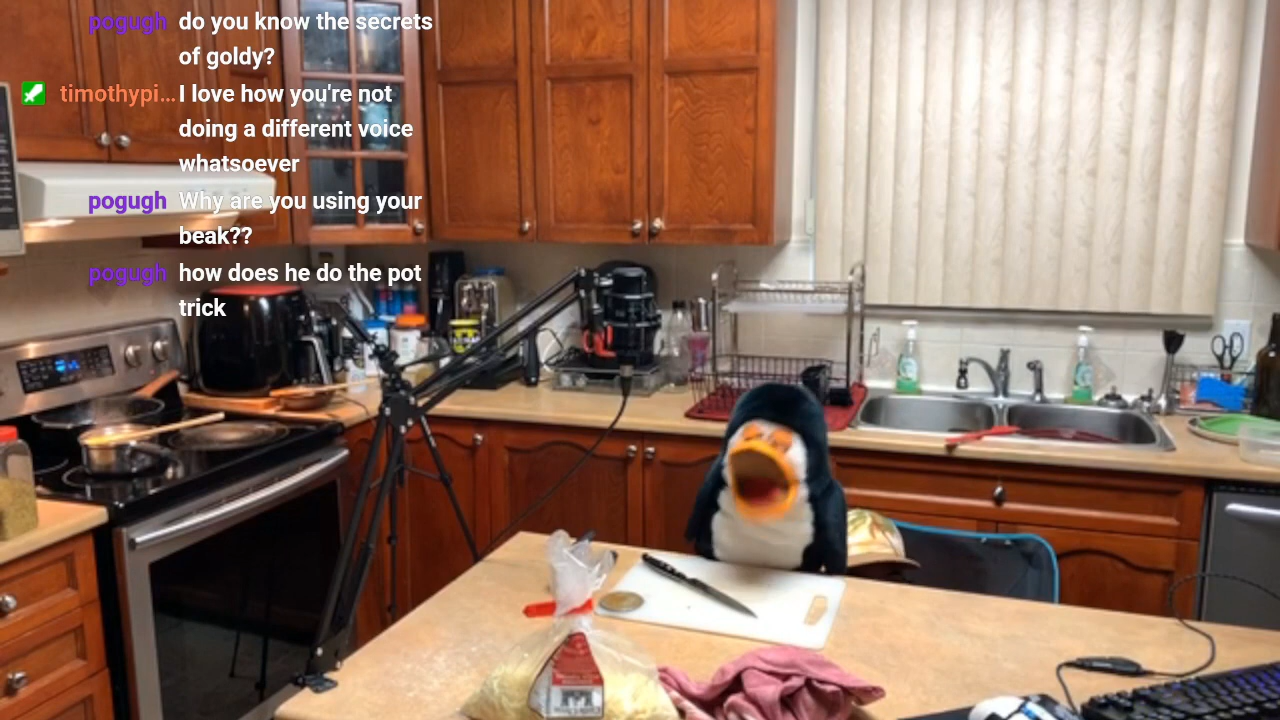 pogugh do you know the secrets
of goldy?
timothypi... I love how you're not
doing a different voice
whatsoever
pogugh Why are you using your
beak??
pogugh how does he do the pot
trick